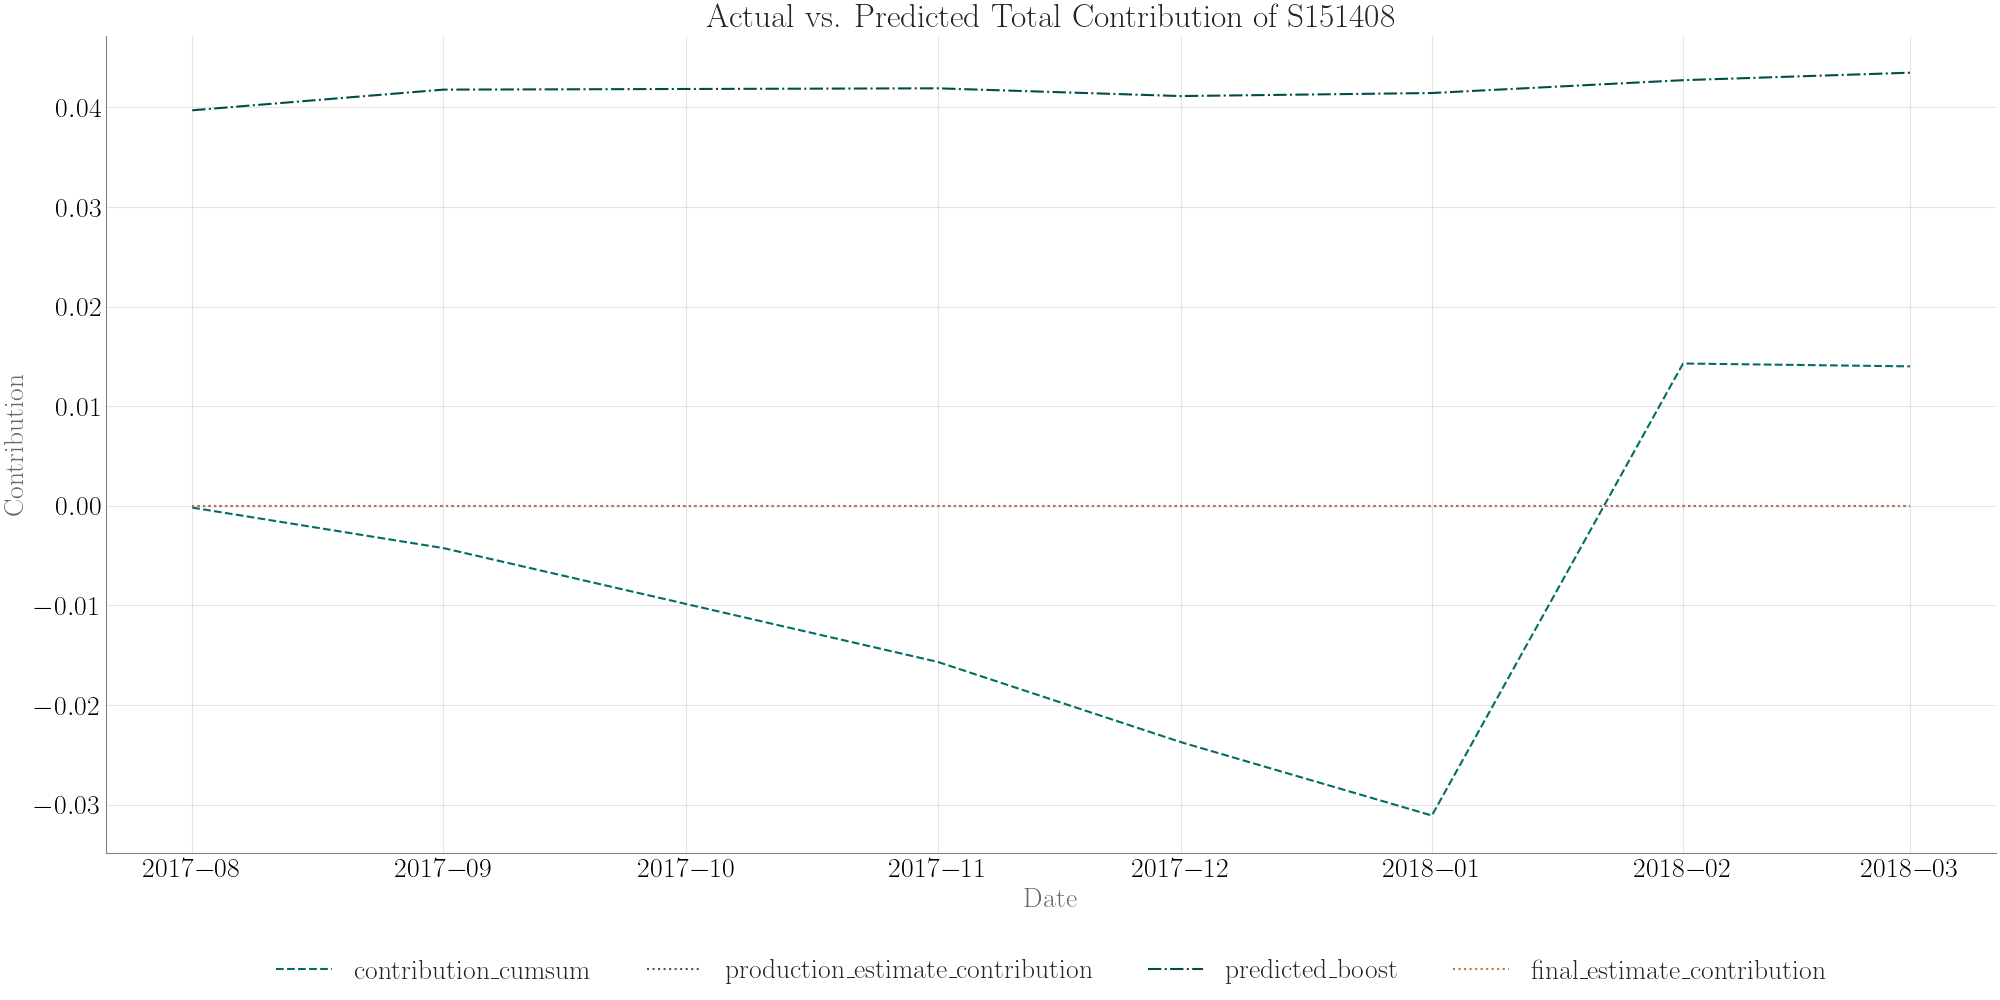 Actual vs. Predicted Total Contribution of S151408
Contribution
0.04
0.03
0.02
0.01
0.00
−0.01
−0.02
−0.03
2017−08 2017−09 2017−10 2017−11 2017−12 2018−01 2018−02 2018−03
Date
contribution_cumsum production_estimate_contribution predicted_boost final_estimate_contribution